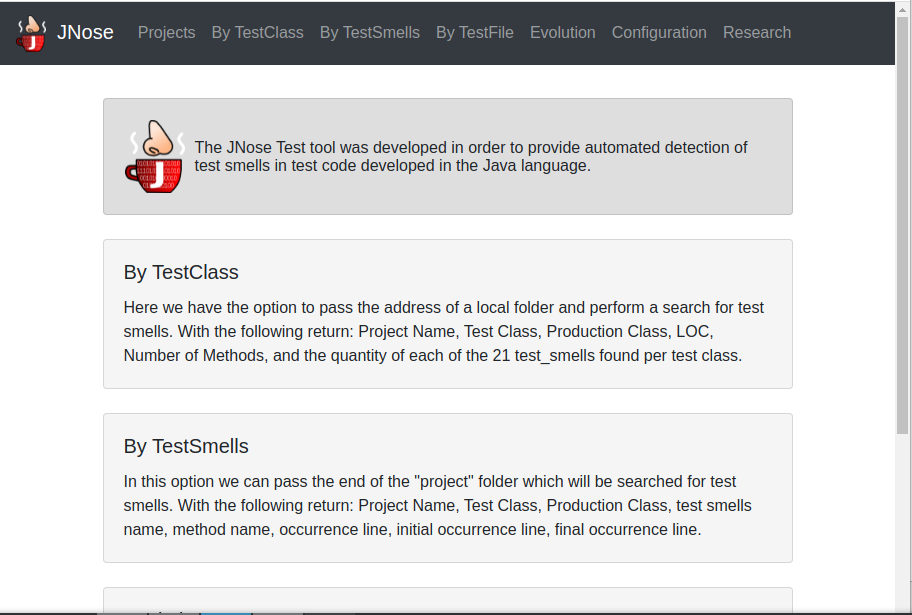 JNose Projects By TestClass By TestSmells By TestFile Evolution Configuration Research
The JNose Test tool was developed in order to provide automated detection of
test smells in test code developed in the Java language.
By TestClass
Here we have the option to pass the address of a local folder and perform a search for test
smells. With the following return: Project Name, Test Class, Production Class, LOC,
Number of Methods, and the quantity of each of the 21 test_smells found per test class.
By TestSmells
In this option we can pass the end of the "project" folder which will be searched for test
smells. With the following return: Project Name, Test Class, Production Class, test smells
name, method name, occurrence line, initial occurrence line, final occurrence line.